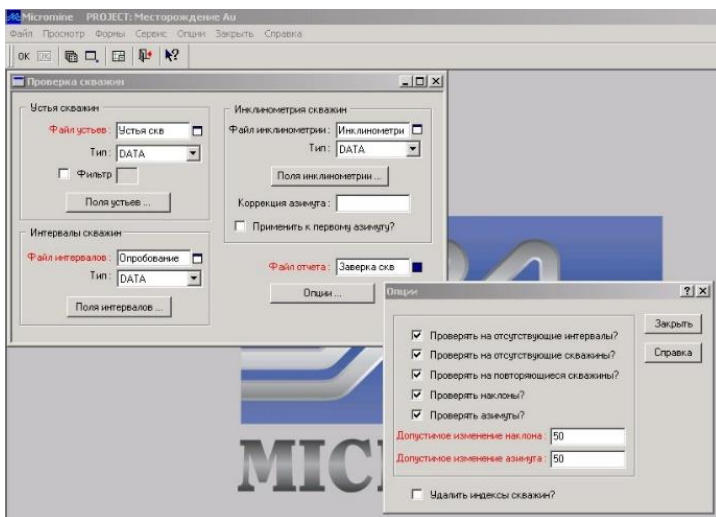 Micromine PROJECT: Месторождение Au
Файл Просмотр Формы Сервис Опции Закрыть Справка
OK
Проверка скважин
Устья скважин
Файл устьев : Устья скв
Тип : DATA
Фильтр
Поля устьев ...
Интервалы скважин
Файл интервалов : Опробование
Тип : DATA
Поля интервалов ...
Инклинометрия скважин
Файл инклинометрии : Инклинометри
Тип : DATA
Поля инклинометрии ...
Коррекция азимута :
Применить к первому азимуту?
Файл отчета : Заверка скв
Опции ...
Опции
Проверять на отсутствующие интервалы?
Проверять на отсутствующие скважины?
Проверять на повторяющиеся скважины?
Проверять наклоны?
Проверять азимуты?
Допустимое изменение наклона : 50
Допустимое изменение азимута : 50
Удалить индексы скважин?
Закрыть
Справка
MIC